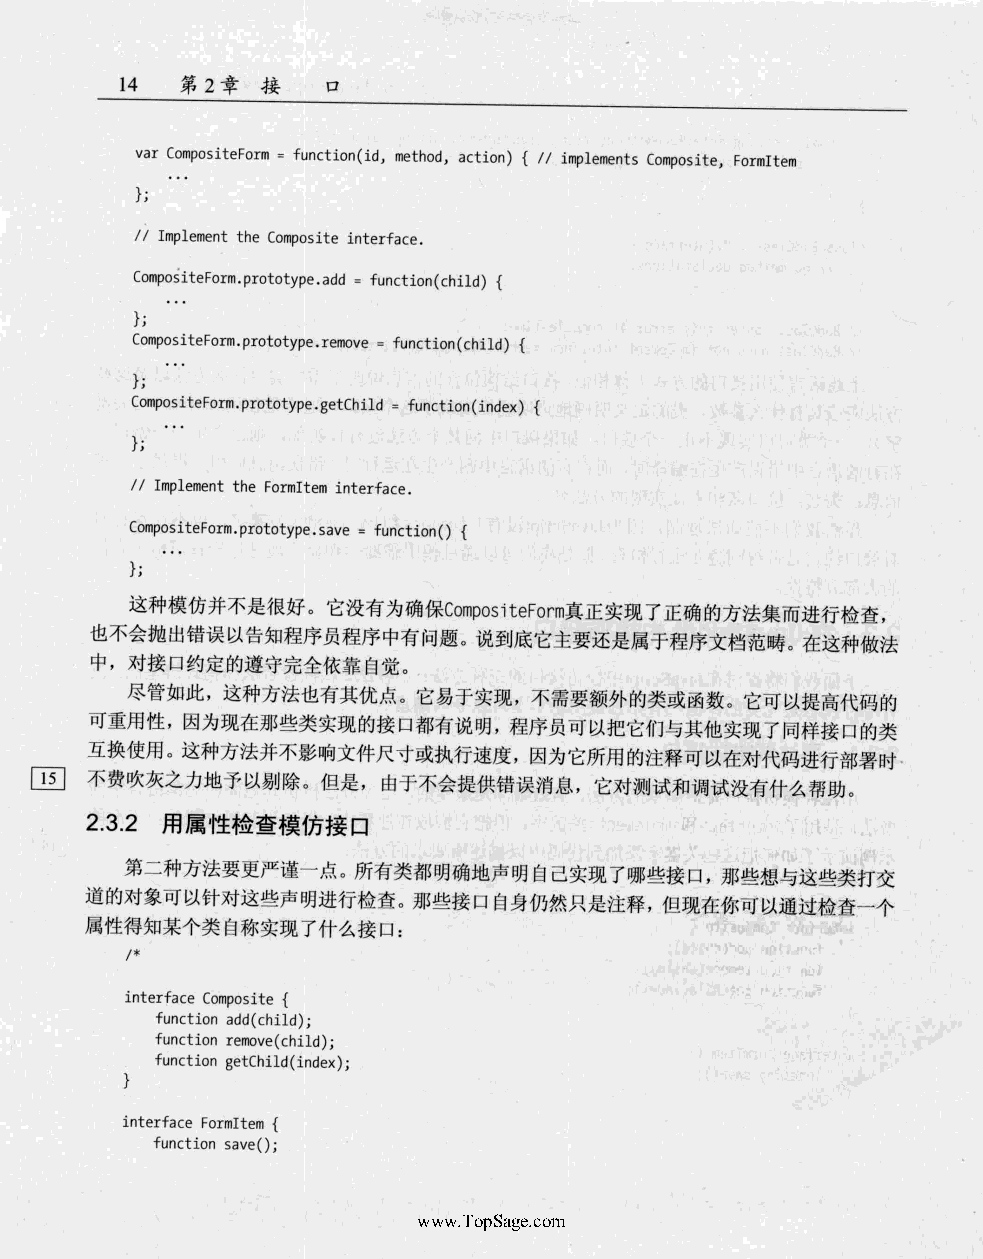 14 第2章 接 口
var CompositeForm = function(id, method, action) { // implements Composite, FormItem
...
};
// Implement the Composite interface.
CompositeForm.prototype.add = function(child) {
...
};
CompositeForm.prototype.remove = function(child) {
...
};
CompositeForm.prototype.getChild = function(index) {
...
};
// Implement the FormItem interface.
CompositeForm.prototype.save = function() {
...
};
这种模仿并不是很好。它没有为确保CompositeForm真正实现了正确的方法集而进行检查，
也不会抛出错误以告知程序员程序中有问题。说到底它主要还是属于程序文档范畴。在这种做法
中，对接口约定的遵守完全依靠自觉。
尽管如此，这种方法也有其优点。它易于实现，不需要额外的类或函数。它可以提高代码的
可重用性，因为现在那些类实现的接口都有说明，程序员可以把它们与其他实现了同样接口的类
互换使用。这种方法并不影响文件尺寸或执行速度，因为它所用的注释可以在对代码进行部署时
15 不费吹灰之力地予以剔除。但是，由于不会提供错误消息，它对测试和调试没有什么帮助。
2.3.2 用属性检查模仿接口
第二种方法要更严谨一点。所有类都明确地声明自己实现了哪些接口，那些想与这些类打交
道的对象可以针对这些声明进行检查。那些接口自身仍然只是注释，但现在你可以通过检查一个
属性得知某个类自称实现了什么接口：
/*
interface Composite {
function add(child);
function remove(child);
function getChild(index);
}
interface FormItem {
function save();
www.TopSage.com